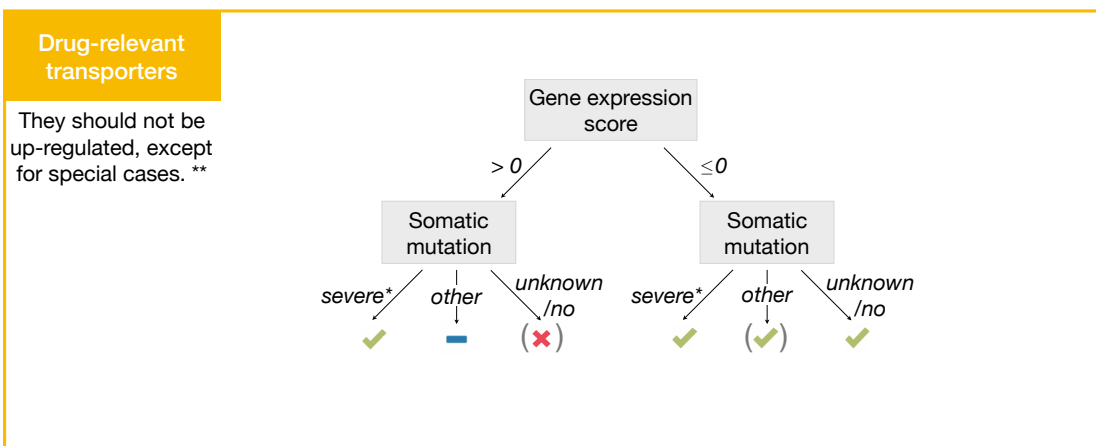 Drug-relevant
transporters
They should not be
up-regulated, except
for special cases. **
Gene expression
score
> 0
≤0
Somatic
mutation
Somatic
mutation
severe*
other
unknown
/no
severe*
other
unknown
/no
( )
( )